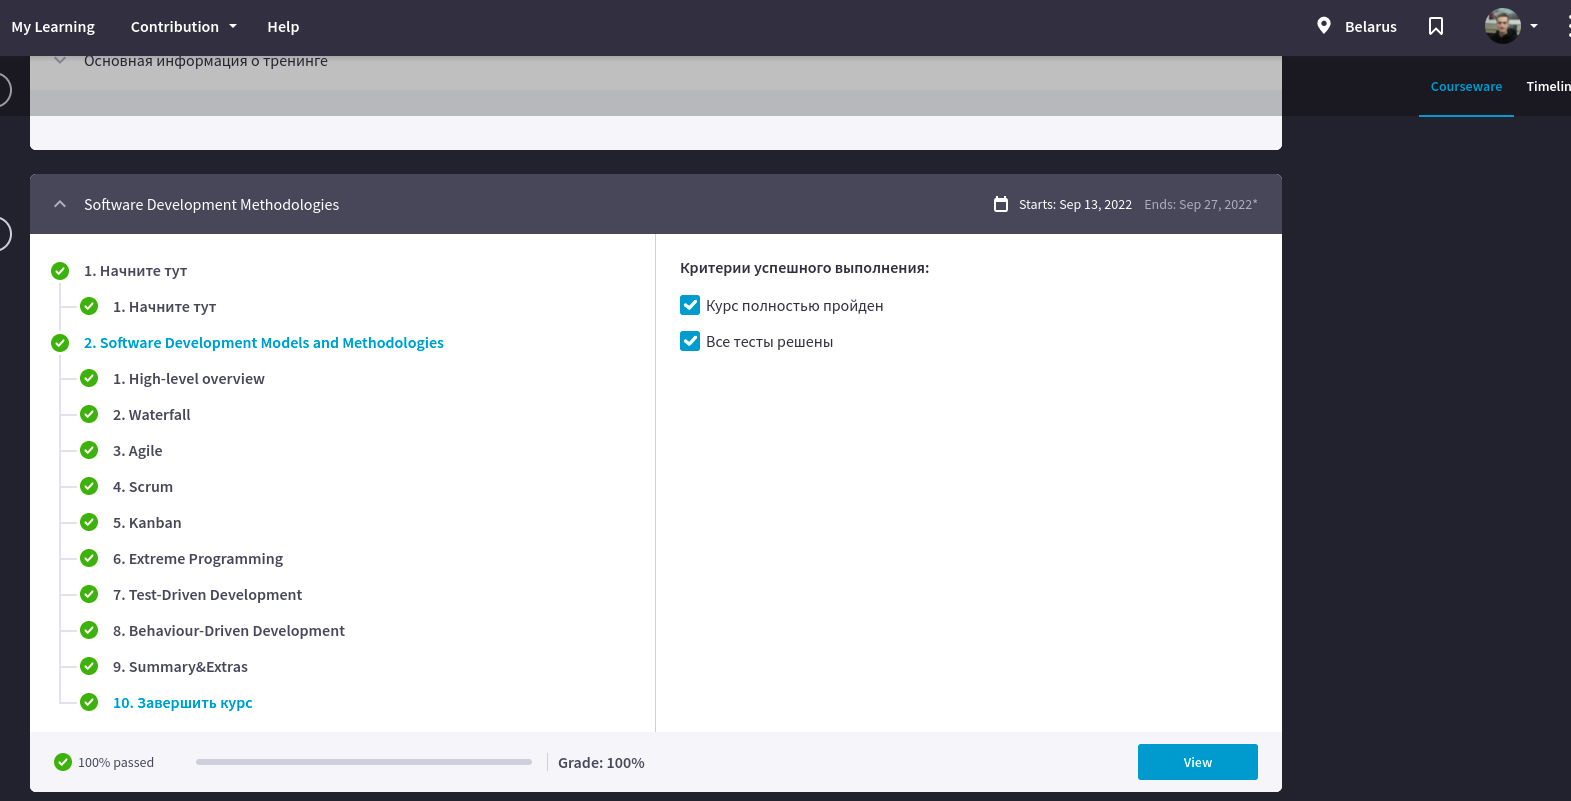 My Learning Contribution Help Belarus
Основная информация о тренинге
Courseware
Software Development Methodologies Starts: Sep 13, 2022 Ends: Sep 27, 2022*
1. Начните тут
1. Начните тут
2. Software Development Models and Methodologies
1. High-level overview
2. Waterfall
3. Agile
4. Scrum
5. Kanban
6. Extreme Programming
7. Test-Driven Development
8. Behaviour-Driven Development
9. Summary&Extras
10. Завершить курс
Критерии успешного выполнения:
Курс полностью пройден
Все тесты решены
100% passed Grade: 100% View